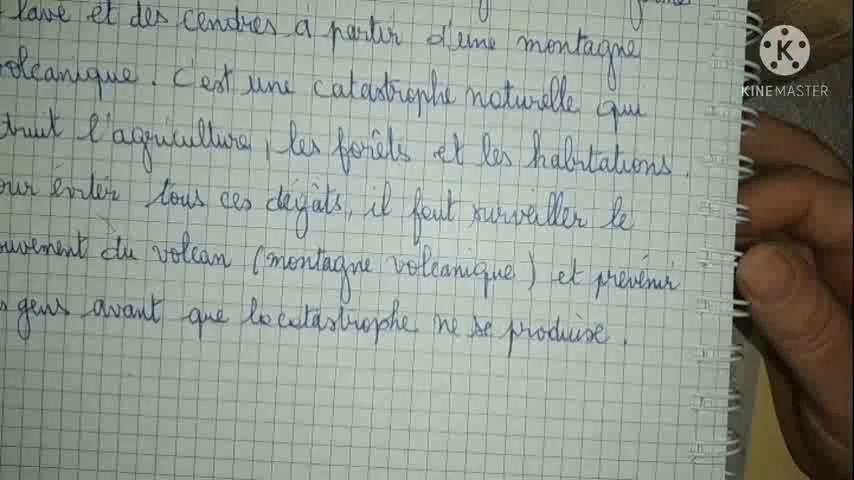 lave et des cendres à partir d'une montagne
olcanique. C'est une catastrophe naturelle qui
truit l'agriculture, les forêts et les habitations.
our éviter tous ces dégâts, il faut surveiller le
ouvement du volcan (montagne volcanique) et prévenir
s gens avant que la catastrophe ne se produise.
K
KINEMASTER